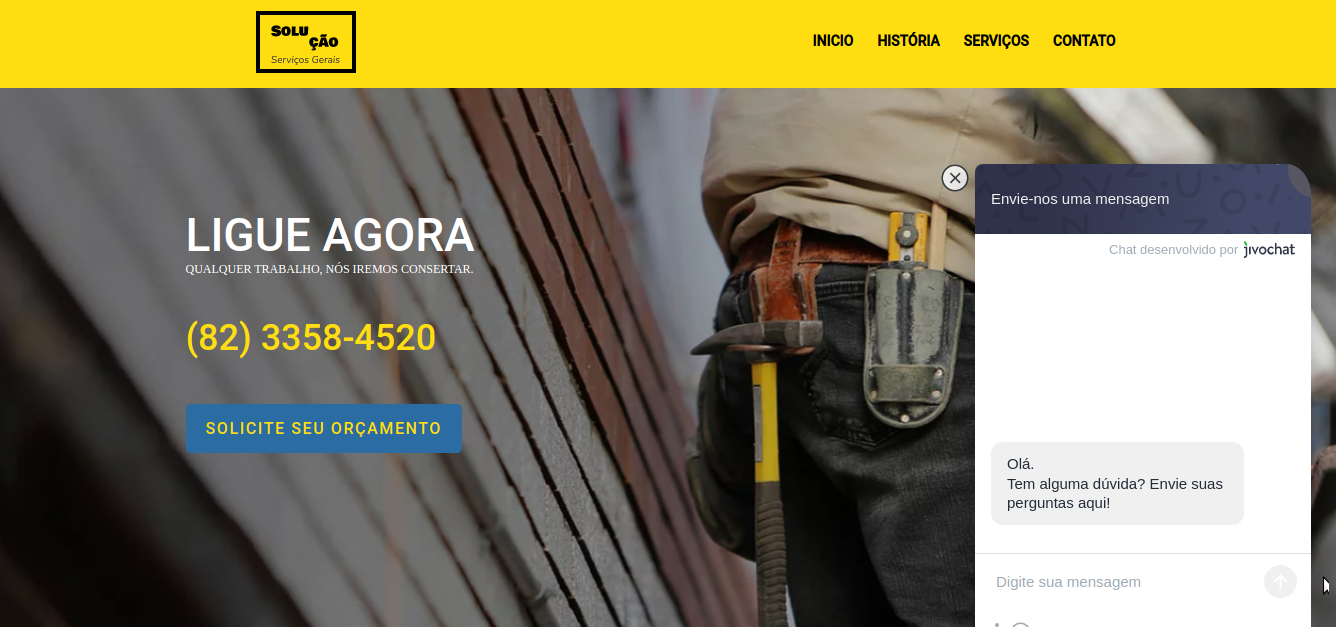 SOLU
ÇÃO
Serviços Gerais
INICIO HISTÓRIA SERVIÇOS CONTATO
LIGUE AGORA
QUALQUER TRABALHO, NÓS IREMOS CONSERTAR.
(82) 3358-4520
SOLICITE SEU ORÇAMENTO
Envie-nos uma mensagem
Chat desenvolvido por jivochat
Olá.
Tem alguma dúvida? Envie suas
perguntas aqui!
Digite sua mensagem